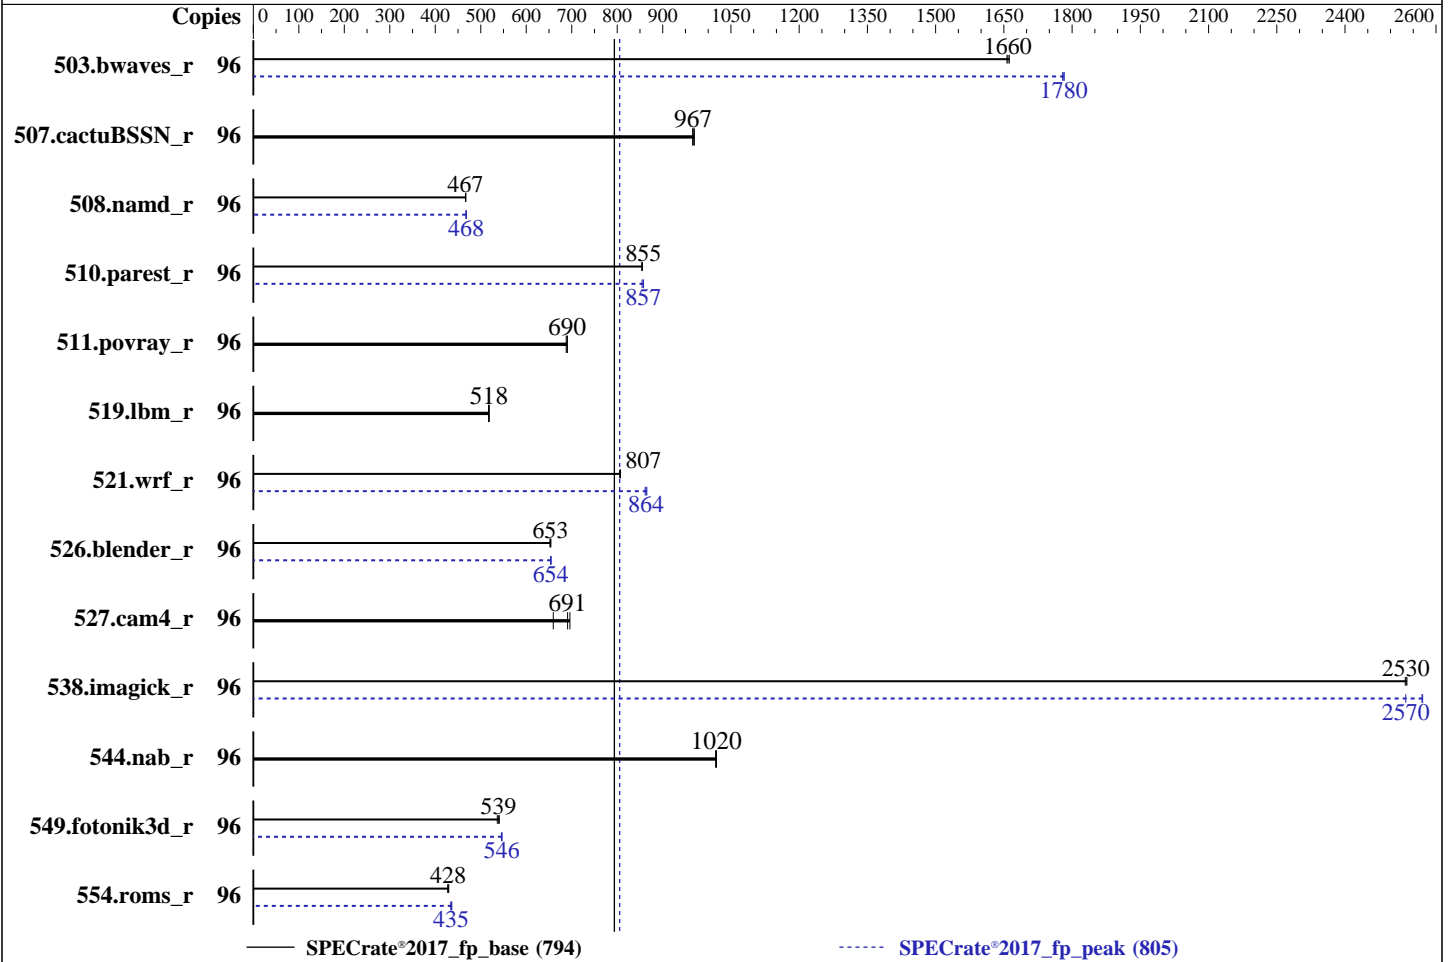 Copies 0 100 200 300 400 500 600 700 800 900 1050 1200 1350 1500 1650 1800 1950 2100 2250 2400 2600
503.bwaves_r 96 1660
1780
507.cactuBSSN_r 96 967
508.namd_r 96 467
468
510.parest_r 96 855
857
511.povray_r 96 690
519.lbm_r 96 518
521.wrf_r 96 807
864
526.blender_r 96 653
654
527.cam4_r 96 691
538.imagick_r 96 2530
2570
544.nab_r 96 1020
549.fotonik3d_r 96 539
546
554.roms_r 96 428
435
SPECrate®2017_fp_base (794) SPECrate®2017_fp_peak (805)